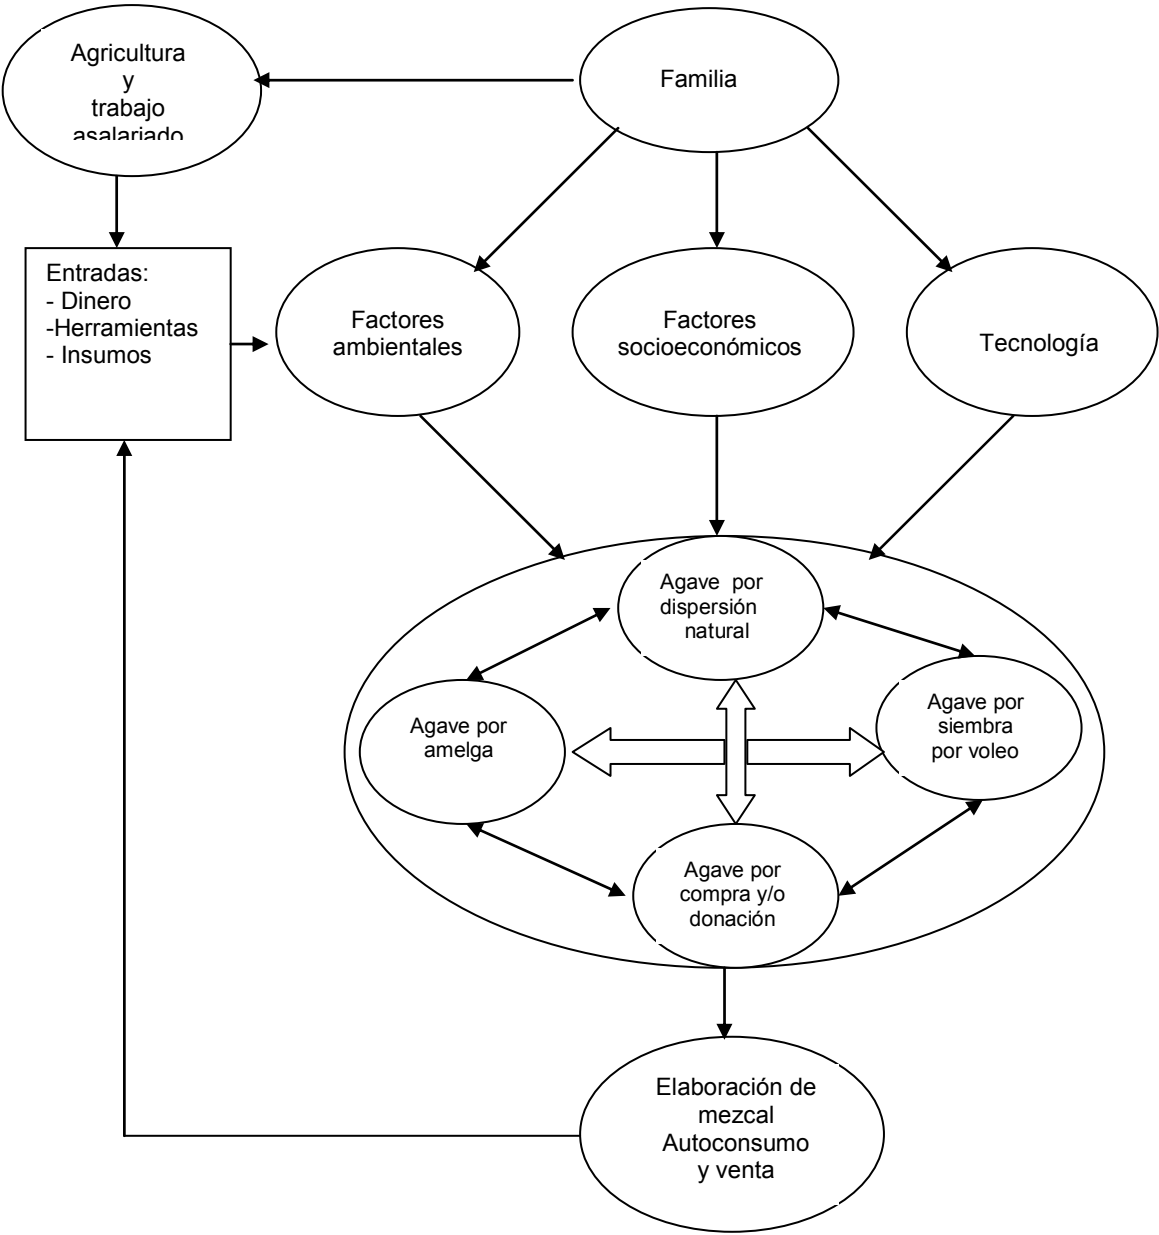 Agricultura
y
trabajo
asalariado
Familia
Entradas:
- Dinero
-Herramientas
- Insumos
Factores
ambientales
Factores
socioeconómicos
Tecnología
Agave  por
dispersión
natural
Agave por
amelga
Agave por
siembra
por voleo
Agave por
compra y/o
donación
Elaboración de
mezcal
Autoconsumo
y venta